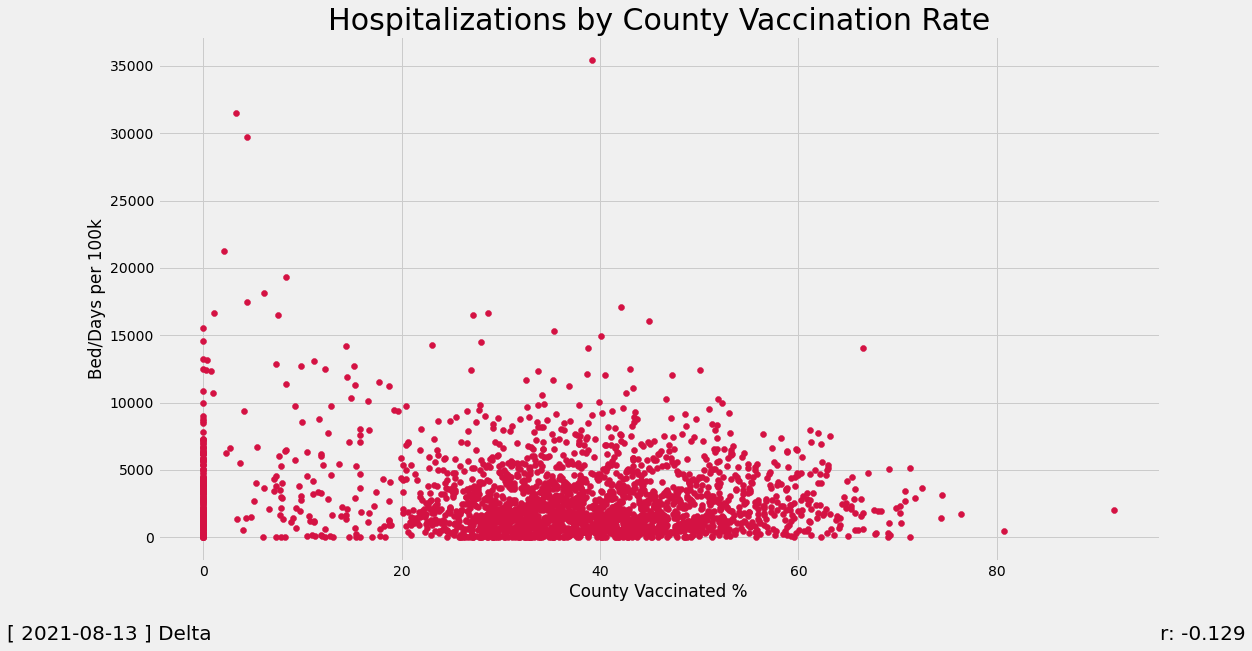 Hospitalizations by County Vaccination Rate
35000
30000
25000
20000
15000
10000
5000
0
Bed/Days per 100k
0 20 40 60 80
County Vaccinated %
[ 2021-08-13 ] Delta
r: -0.129